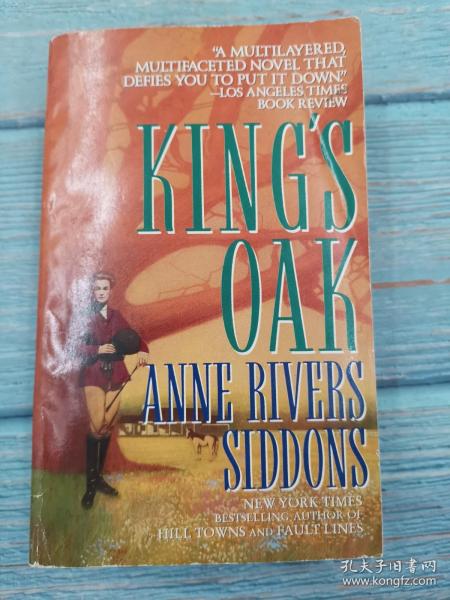 "A MULTILAYERED,
MULTIFACETED NOVEL THAT
DEFIES YOU TO PUT IT DOWN."
—LOS ANGELES TIMES
BOOK REVIEW
KING'S
OAK
ANNE RIVERS
SIDDONS
NEW YORK TIMES
BESTSELLING AUTHOR OF
HILL TOWNS AND FAULT LINES
孔夫子旧书网
www.kongfz.com